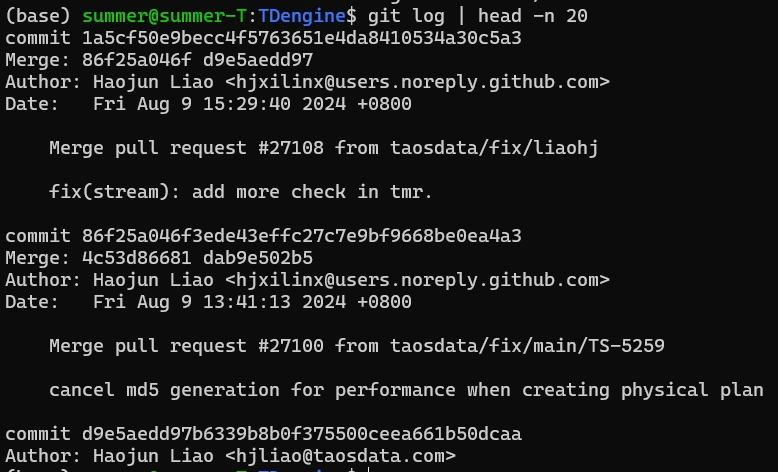 (base) summer@summer-T:TDengine$ git log | head -n 20
commit 1a5cf50e9becc4f5763651e4da8410534a30c5a3
Merge: 86f25a046f d9e5aedd97
Author: Haojun Liao <hjxilinx@users.noreply.github.com>
Date:   Fri Aug 9 15:29:40 2024 +0800
    Merge pull request #27108 from taosdata/fix/liaohj
    fix(stream): add more check in tmr.
commit 86f25a046f3ede43effc27c7e9bf9668be0ea4a3
Merge: 4c53d86681 dab9e502b5
Author: Haojun Liao <hjxilinx@users.noreply.github.com>
Date:   Fri Aug 9 13:41:13 2024 +0800
    Merge pull request #27100 from taosdata/fix/main/TS-5259
    cancel md5 generation for performance when creating physical plan
commit d9e5aedd97b6339b8b0f375500ceea661b50dcaa
Author: Haojun Liao <hjliao@taosdata.com>
(base) summer@summer-T:TDengine$